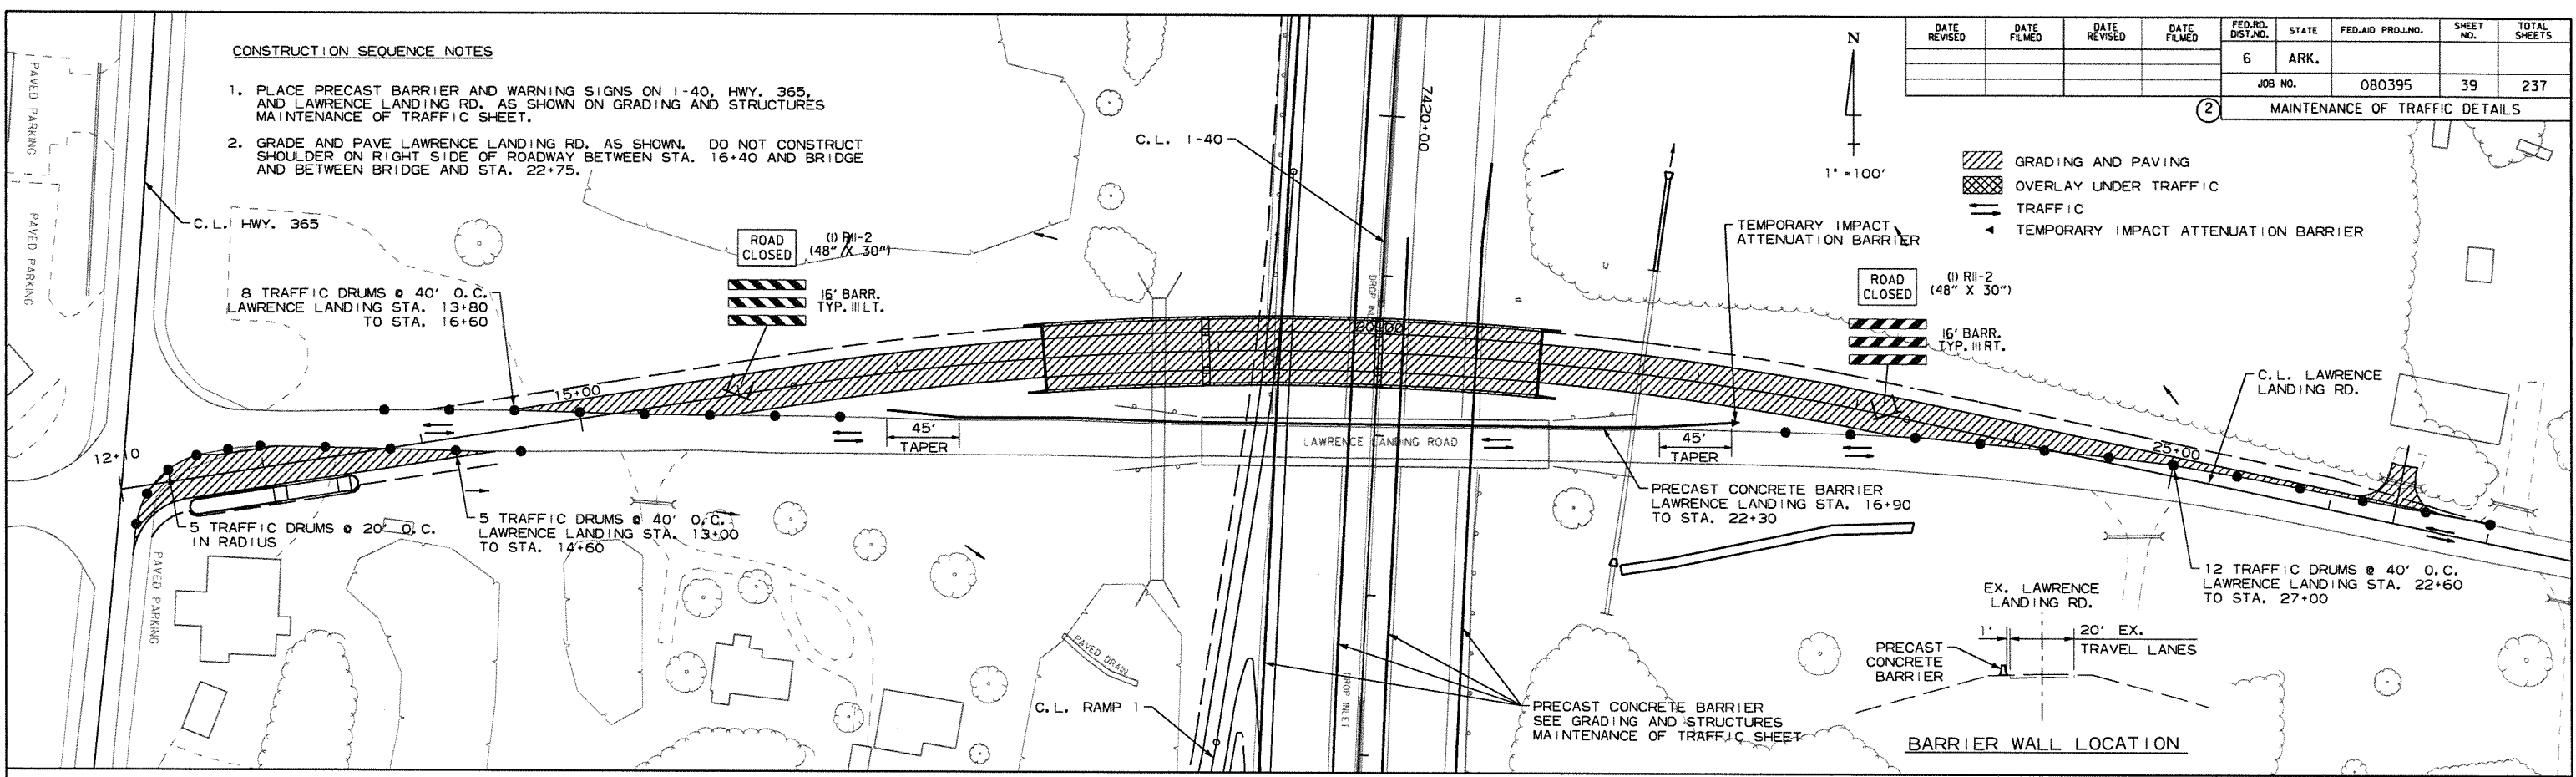 CONSTRUCTION SEQUENCE NOTES
1. PLACE PRECAST BARRIER AND WARNING SIGNS ON I-40, HWY. 365,
AND LAWRENCE LANDING RD. AS SHOWN ON GRADING AND STRUCTURES
MAINTENANCE OF TRAFFIC SHEET.
2. GRADE AND PAVE LAWRENCE LANDING RD. AS SHOWN. DO NOT CONSTRUCT
SHOULDER ON RIGHT SIDE OF ROADWAY BETWEEN STA. 16+40 AND BRIDGE
AND BETWEEN BRIDGE AND STA. 22+75.
DATE
REVISED
DATE
FILMED
DATE
REVISED
DATE
FILMED
FED.RD.
DIST.NO.
STATE
FED.AID PROJ.NO.
SHEET
NO.
TOTAL
SHEETS
6
ARK.
JOB NO.
080395
39
237
2
MAINTENANCE OF TRAFFIC DETAILS
N
1" =100'
GRADING AND PAVING
OVERLAY UNDER TRAFFIC
TRAFFIC
TEMPORARY IMPACT ATTENUATION BARRIER
PAVED PARKING
PAVED PARKING
C.L. HWY. 365
C.L. I-40
7420+00
TEMPORARY IMPACT
ATTENUATION BARRIER
ROAD
CLOSED
(1) R11-2
(48" X 30")
16' BARR.
TYP. III LT.
8 TRAFFIC DRUMS @ 40' O.C.
LAWRENCE LANDING STA. 13+80
TO STA. 16+60
ROAD
CLOSED
(1) R11-2
(48" X 30")
16' BARR.
TYP. III RT.
DROP INLET
20+00
15+00
C.L. LAWRENCE
LANDING RD.
12+10
45'
TAPER
LAWRENCE LANDING ROAD
45'
TAPER
25+00
5 TRAFFIC DRUMS @ 20' O.C.
IN RADIUS
5 TRAFFIC DRUMS @ 40' O.C.
LAWRENCE LANDING STA. 13+00
TO STA. 14+60
PRECAST CONCRETE BARRIER
LAWRENCE LANDING STA. 16+90
TO STA. 22+30
12 TRAFFIC DRUMS @ 40' O.C.
LAWRENCE LANDING STA. 22+60
TO STA. 27+00
PAVED PARKING
PAVED DRAIN
C.L. RAMP 1
DROP INLET
PRECAST CONCRETE BARRIER
SEE GRADING AND STRUCTURES
MAINTENANCE OF TRAFFIC SHEET
EX. LAWRENCE
LANDING RD.
1'
20' EX.
TRAVEL LANES
PRECAST
CONCRETE
BARRIER
BARRIER WALL LOCATION